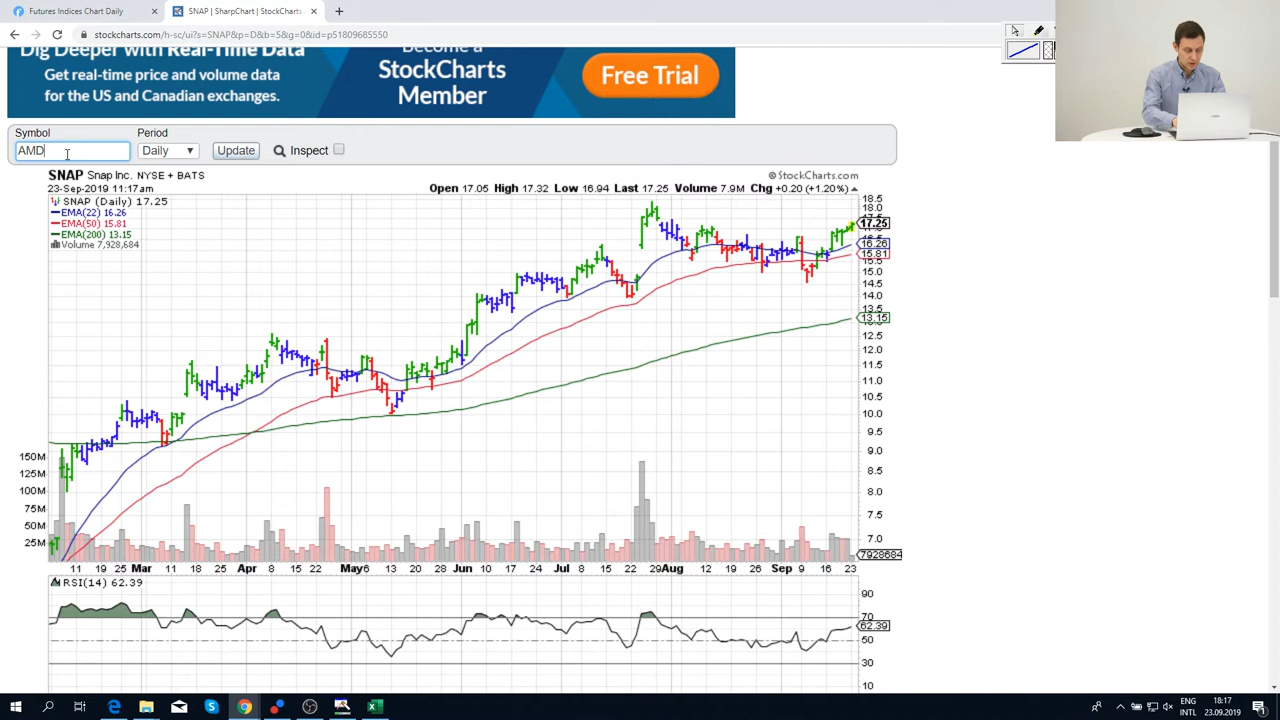 Futures Indices Chart Daily
SNAP | SharpChart | StockCharts
stockcharts.com/h-sc/ui?s=SNAP&p=D&b=5&g=0&id=p51809685550
Dig Deeper with Real-Time Data
Get real-time price and volume data
for the US and Canadian exchanges.
Become a
StockCharts
Member
Free Trial
Symbol
Period
AMD
Daily
Update
Inspect
SNAP Snap Inc. NYSE + BATS
© StockCharts.com
23-Sep-2019 11:17am
Open 17.05 High 17.32 Low 16.94 Last 17.25 Volume 7.9M Chg +0.20 (+1.20%)
SNAP (Daily) 17.25
EMA(22) 16.26
EMA(50) 15.81
EMA(200) 13.15
Volume 7,928,684
18.5
18.0
17.25
16.26
15.81
15.5
15.0
14.5
14.0
13.5
13.15
12.5
12.0
11.5
11.0
10.5
10.0
9.5
9.0
8.5
8.0
7.5
7.0
7928684
150M
125M
100M
75M
50M
25M
11 19 25 Mar 11 18 25 Apr 8 15 22 May 6 13 20 28 Jun 10 17 24 Jul 8 15 22 29 Aug 12 19 26 Sep 9 16 23
RSI(14) 62.39
90
70
62.39
50
30
10
ENG
INTL
18:17
23.09.2019
1